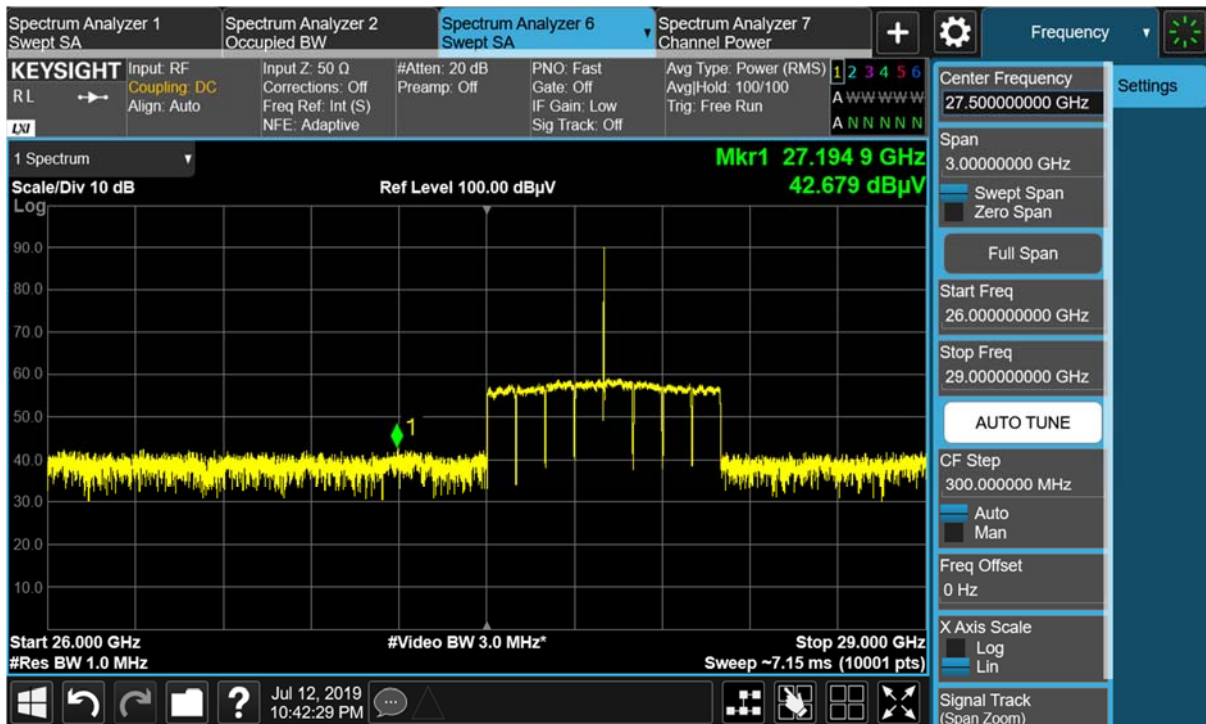 Spectrum Analyzer 1
Swept SA
Spectrum Analyzer 2
Occupied BW
Spectrum Analyzer 6
Swept SA
Spectrum Analyzer 7
Channel Power
+
Frequency
KEYSIGHT
RL
LXI
Input: RF
Coupling: DC
Align: Auto
Input Z: 50 Ω
Corrections: Off
Freq Ref: Int (S)
NFE: Adaptive
#Atten: 20 dB
Preamp: Off
PNO: Fast
Gate: Off
IF Gain: Low
Sig Track: Off
Avg Type: Power (RMS)
Avg|Hold: 100/100
Trig: Free Run
1 2 3 4 5 6
A W W W W W
A N N N N N
1 Spectrum
Scale/Div 10 dB
Log
Ref Level 100.00 dBµV
Mkr1 27.194 9 GHz
42.679 dBµV
90.0
80.0
70.0
60.0
50.0
40.0
30.0
20.0
10.0
1
Start 26.000 GHz
#Res BW 1.0 MHz
#Video BW 3.0 MHz*
Stop 29.000 GHz
Sweep ~7.15 ms (10001 pts)
?
Jul 12, 2019
10:42:29 PM
Center Frequency
27.500000000 GHz
Span
3.00000000 GHz
Swept Span
Zero Span
Full Span
Start Freq
26.000000000 GHz
Stop Freq
29.000000000 GHz
AUTO TUNE
CF Step
300.000000 MHz
Auto
Man
Freq Offset
0 Hz
X Axis Scale
Log
Lin
Signal Track
(Span Zoom)
Settings